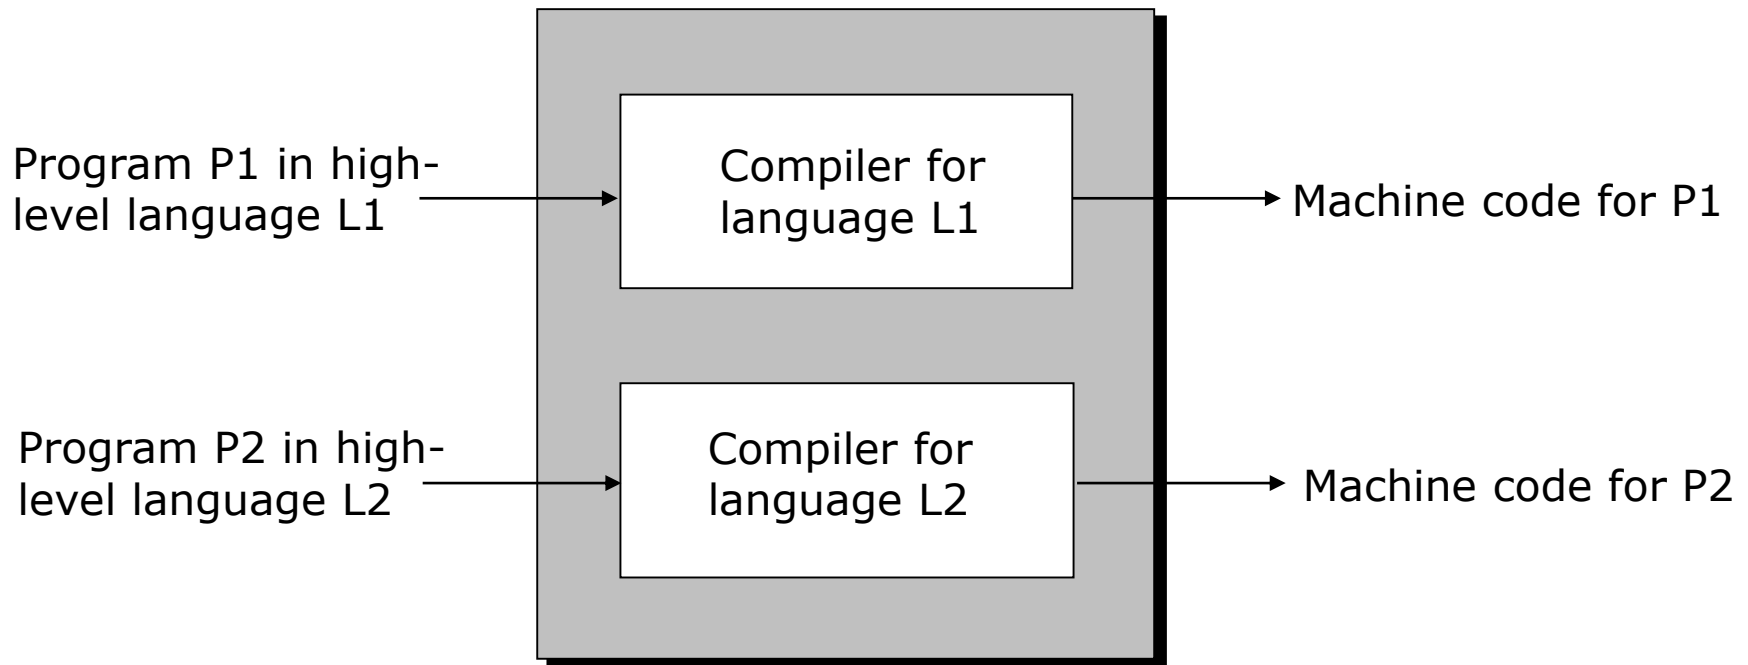 Program P1 in high-
level language L1
Compiler for
language L1
Machine code for P1
Program P2 in high-
level language L2
Compiler for
language L2
Machine code for P2